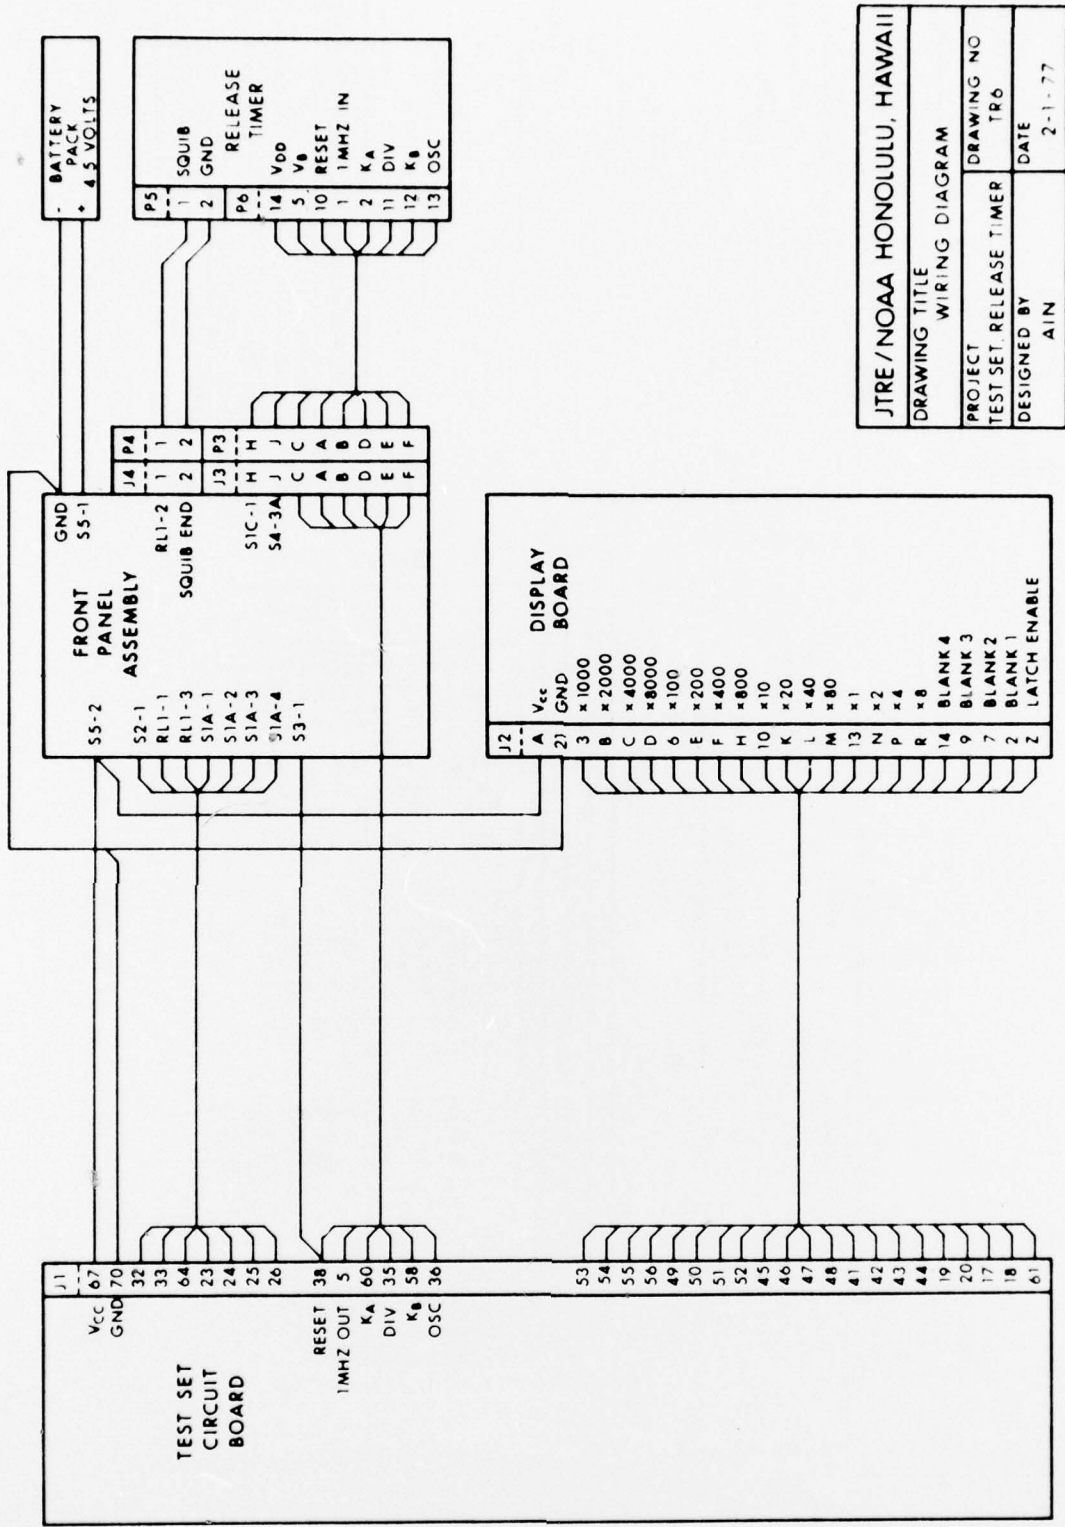 BATTERY
PACK
- 
+ 4.5 VOLTS
P5
1 SQUIB
2 GND
RELEASE
TIMER
P6
14 VDD
5 VB
10 RESET
1 1MHZ IN
2 KA
11 DIV
12 KB
13 OSC
J4 P4
1 1
2 2
J3 P3
H H
J J
C C
A A
B B
D D
E E
F F
FRONT
PANEL
ASSEMBLY
GND
S5-1
RL1-2
SQUIB END
S1C-1
S4-3A
S5-2
S2-1
RL1-1
RL1-3
S1A-1
S1A-2
S1A-3
S1A-4
S3-1
DISPLAY
BOARD
J2
A Vcc
21 GND
3 x1000
B x2000
C x4000
D x8000
6 x100
E x200
F x400
H x800
10 x10
K x20
L x40
M x80
13 x1
N x2
P x4
R x8
14 BLANK 4
9 BLANK 3
7 BLANK 2
2 BLANK 1
Z LATCH ENABLE
TEST SET
CIRCUIT
BOARD
J1
VCC 67
GND 70
32
33
64
23
24
25
26
RESET 38
1MHZ OUT 5
KA 60
DIV 35
KB 58
OSC 36
53
54
55
56
49
50
51
52
45
46
47
48
41
42
43
44
19
20
17
18
61
JTRE/NOAA HONOLULU, HAWAII
DRAWING TITLE
WIRING DIAGRAM
PROJECT
TEST SET, RELEASE TIMER
DRAWING NO
TR6
DESIGNED BY
AIN
DATE
2-1-77